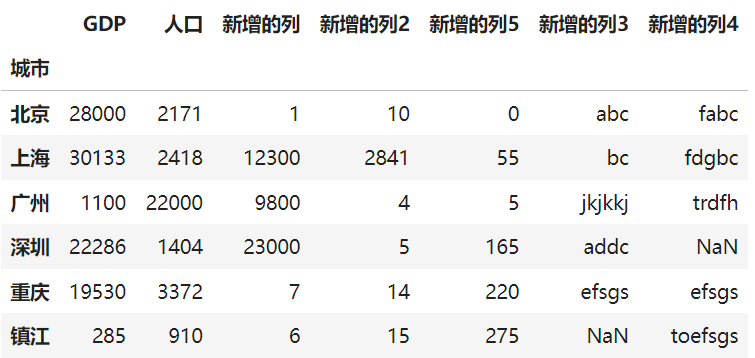 GDP 人口 新增的列 新增的列2 新增的列5 新增的列3 新增的列4
城市
北京 28000 2171 1 10 0 abc fabc
上海 30133 2418 12300 2841 55 bc fdgbc
广州 1100 22000 9800 4 5 jkjkkj trdfh
深圳 22286 1404 23000 5 165 addc NaN
重庆 19530 3372 7 14 220 efsgs efsgs
镇江 285 910 6 15 275 NaN toefsgs